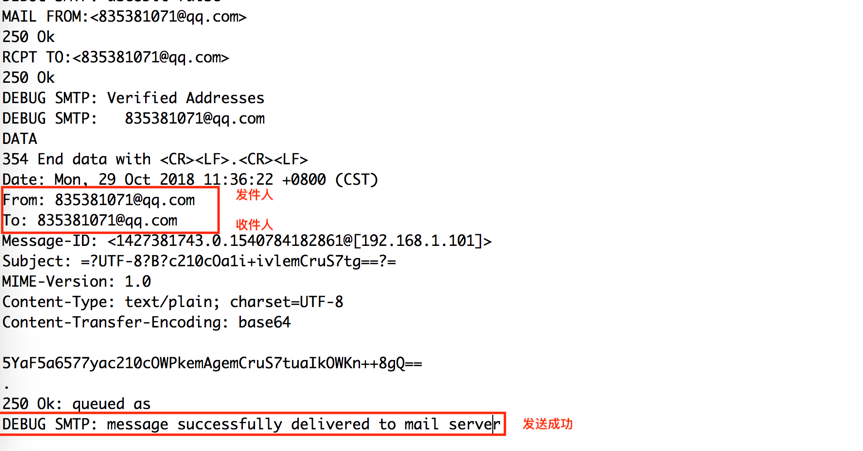 MAIL FROM:<835381071@qq.com>
250 Ok
RCPT TO:<835381071@qq.com>
250 Ok
DEBUG SMTP: Verified Addresses
DEBUG SMTP:   835381071@qq.com
DATA
354 End data with <CR><LF>.<CR><LF>
Date: Mon, 29 Oct 2018 11:36:22 +0800 (CST)
From: 835381071@qq.com 发件人
To: 835381071@qq.com 收件人
Message-ID: <1427381743.0.1540784182861@[192.168.1.101]>
Subject: =?UTF-8?B?c210cOa1i+ivlemCruS7tg==?=
MIME-Version: 1.0
Content-Type: text/plain; charset=UTF-8
Content-Transfer-Encoding: base64
5YaF5a6577yac210cOWPkemAgemCruS7tuaIkOWKn++8gQ==
.
250 Ok: queued as
DEBUG SMTP: message successfully delivered to mail server 发送成功